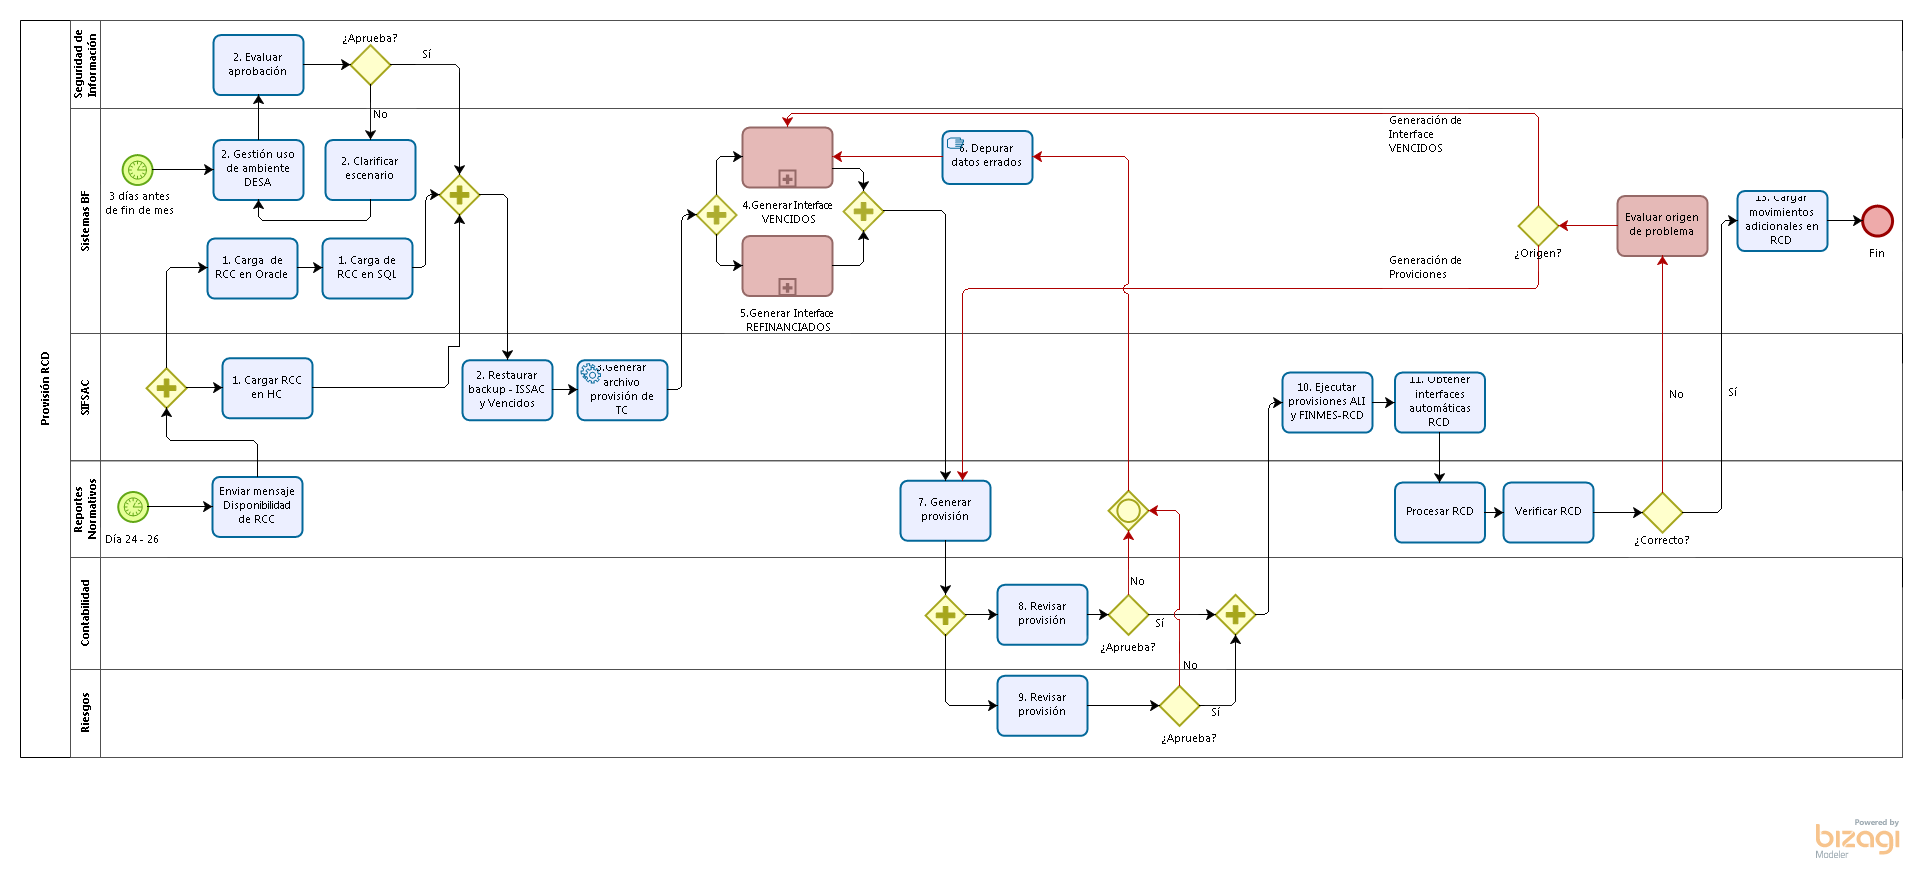 Provisión RCD
Seguridad de
Información
2. Evaluar
aprobación
¿Aprueba?
Sí
No
Sistemas BF
3 días antes
de fin de mes
2. Gestión uso
de ambiente
DESA
2. Clarificar
escenario
1. Carga de
RCC en Oracle
1. Carga de
RCC en SQL
4.Generar Interface
VENCIDOS
5.Generar Interface
REFINANCIADOS
6. Depurar
datos errados
Generación de
Interface
VENCIDOS
Generación de
Proviciones
¿Origen?
Evaluar origen
de problema
13. Cargar
movimientos
adicionales en
RCD
Fin
SIFSAC
1. Cargar RCC
en HC
2. Restaurar
backup - ISSAC
y Vencidos
3.Generar
archivo
provisión de
TC
10. Ejecutar
provisiones ALI
y FINMES-RCD
11. Obtener
interfaces
automáticas
RCD
No
Sí
Reportes
Normativos
Día 24 - 26
Enviar mensaje
Disponibilidad
de RCC
7. Generar
provisión
Procesar RCD
Verificar RCD
¿Correcto?
Contabilidad
8. Revisar
provisión
No
Sí
¿Aprueba?
Riesgos
9. Revisar
provisión
No
Sí
¿Aprueba?
Powered by
bizagi
Modeler